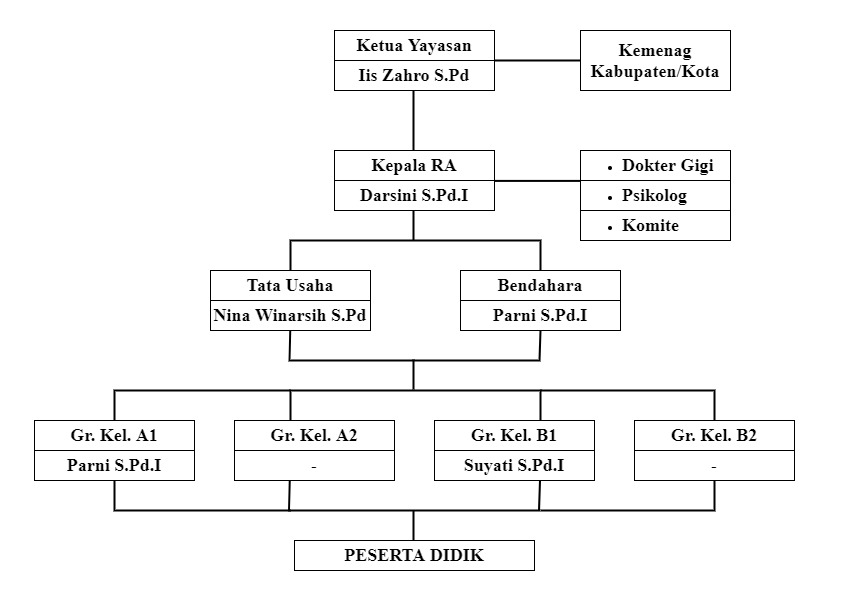 Ketua Yayasan
Iis Zahro S.Pd
Kemenag
Kabupaten/Kota
Kepala RA
Darsini S.Pd.I
• Dokter Gigi
• Psikolog
• Komite
Tata Usaha
Nina Winarsih S.Pd
Bendahara
Parni S.Pd.I
Gr. Kel. A1
Parni S.Pd.I
Gr. Kel. A2
-
Gr. Kel. B1
Suyati S.Pd.I
Gr. Kel. B2
-
PESERTA DIDIK